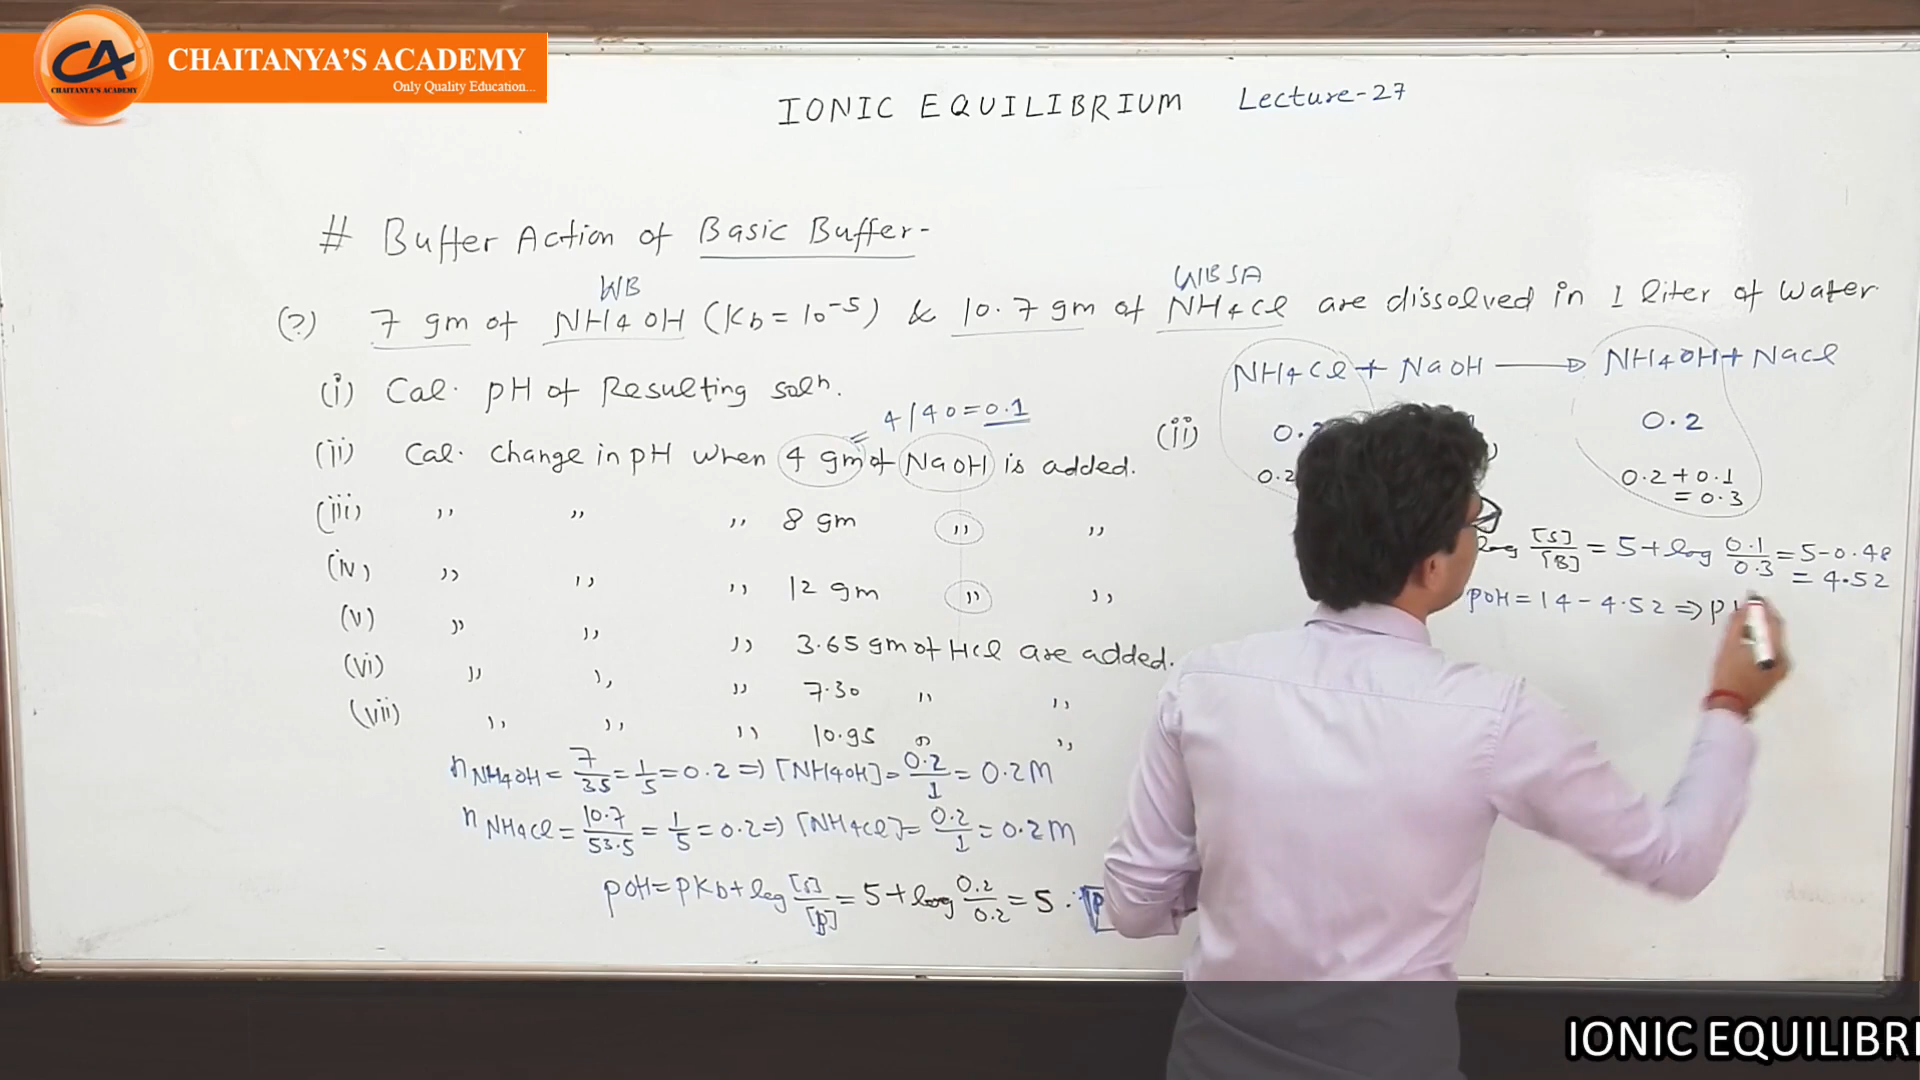 CA
CHAITANYA'S ACADEMY
CHAITANYA'S ACADEMY
Only Quality Education...
IONIC EQUILIBRIUM Lecture-27
# Buffer Action of Basic Buffer-
WB
WBSA
(?) 7 gm of NH4OH (Kb = 10⁻⁵) & 10.7 gm of NH4Cl are dissolved in 1 liter of Water
(i) Cal. pH of Resulting solⁿ.
4/40 = 0.1
(ii) Cal. change in pH when 4 gm of NaOH is added.
(iii) ,, ,, ,, 8 gm ,, ,,
(iv) ,, ,, ,, 12 gm ,, ,,
(v) ,, ,, ,, 3.65 gm of HCl are added.
(vi) ,, ,, ,, 7.30 ,, ,,
(vii) ,, ,, ,, 10.95 ,, ,,
nNH4OH = 7/35 = 1/5 = 0.2 ⇒ [NH4OH] = 0.2/1 = 0.2M
nNH4Cl = 10.7/53.5 = 1/5 = 0.2 ⇒ [NH4Cl] = 0.2/1 = 0.2M
pOH = pKb + log [S]/[B] = 5 + log 0.2/0.2 = 5 ∴ p
NH4Cl + NaOH ⟶ NH4OH + NaCl
(ii) 0. 0.2
0.2 0.2 + 0.1
= 0.3
log [S]/[B] = 5 + log 0.1/0.3 = 5 - 0.48
= 4.52
pOH = 14 - 4.52 ⇒ p
IONIC EQUILIBRI